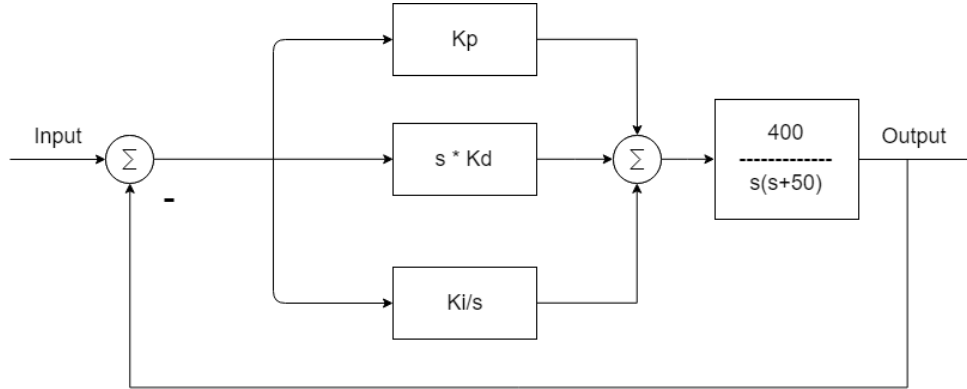 Kp
Input
Σ
s * Kd
Σ
400
-------------
s(s+50)
Output
-
Ki/s